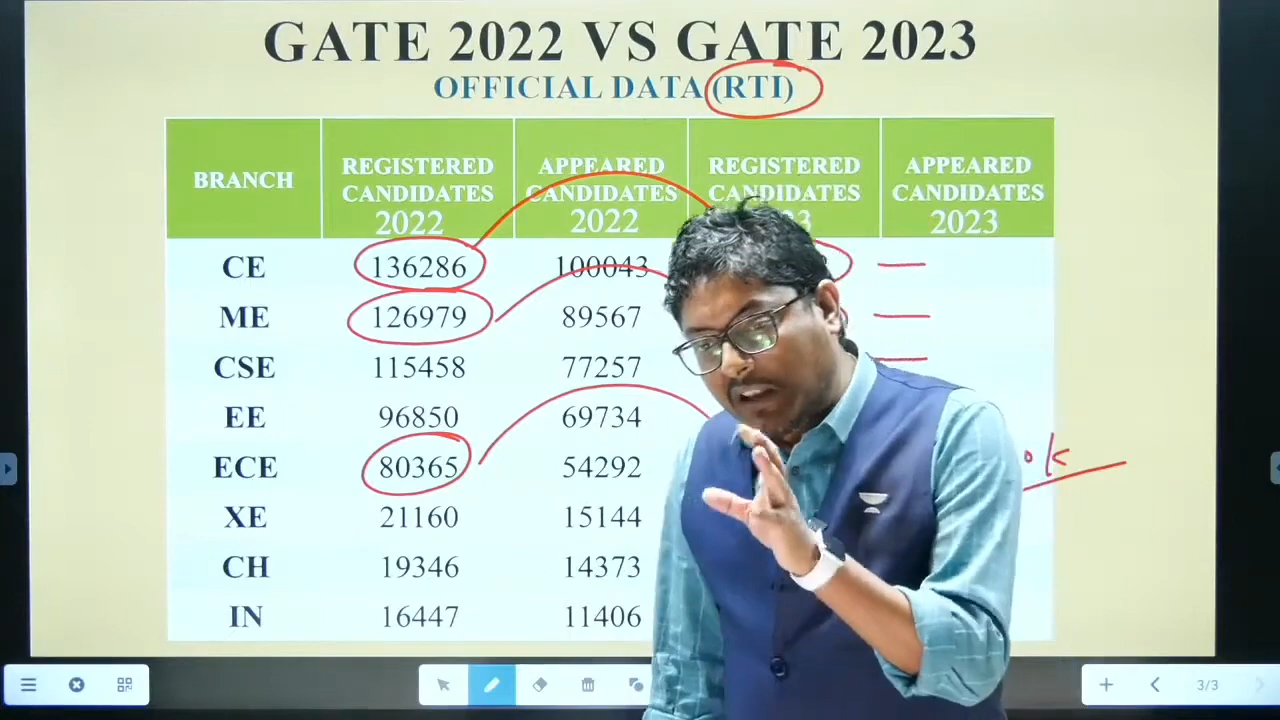 GATE 2022 VS GATE 2023
OFFICIAL DATA (RTI)
BRANCH REGISTERED CANDIDATES 2022 APPEARED CANDIDATES 2022 REGISTERED CANDIDATES APPEARED CANDIDATES 2023
CE 136286 100043
ME 126979 89567
CSE 115458 77257
EE 96850 69734
ECE 80365 54292
ok
XE 21160 15144
CH 19346 14373
IN 16447 11406
3/3